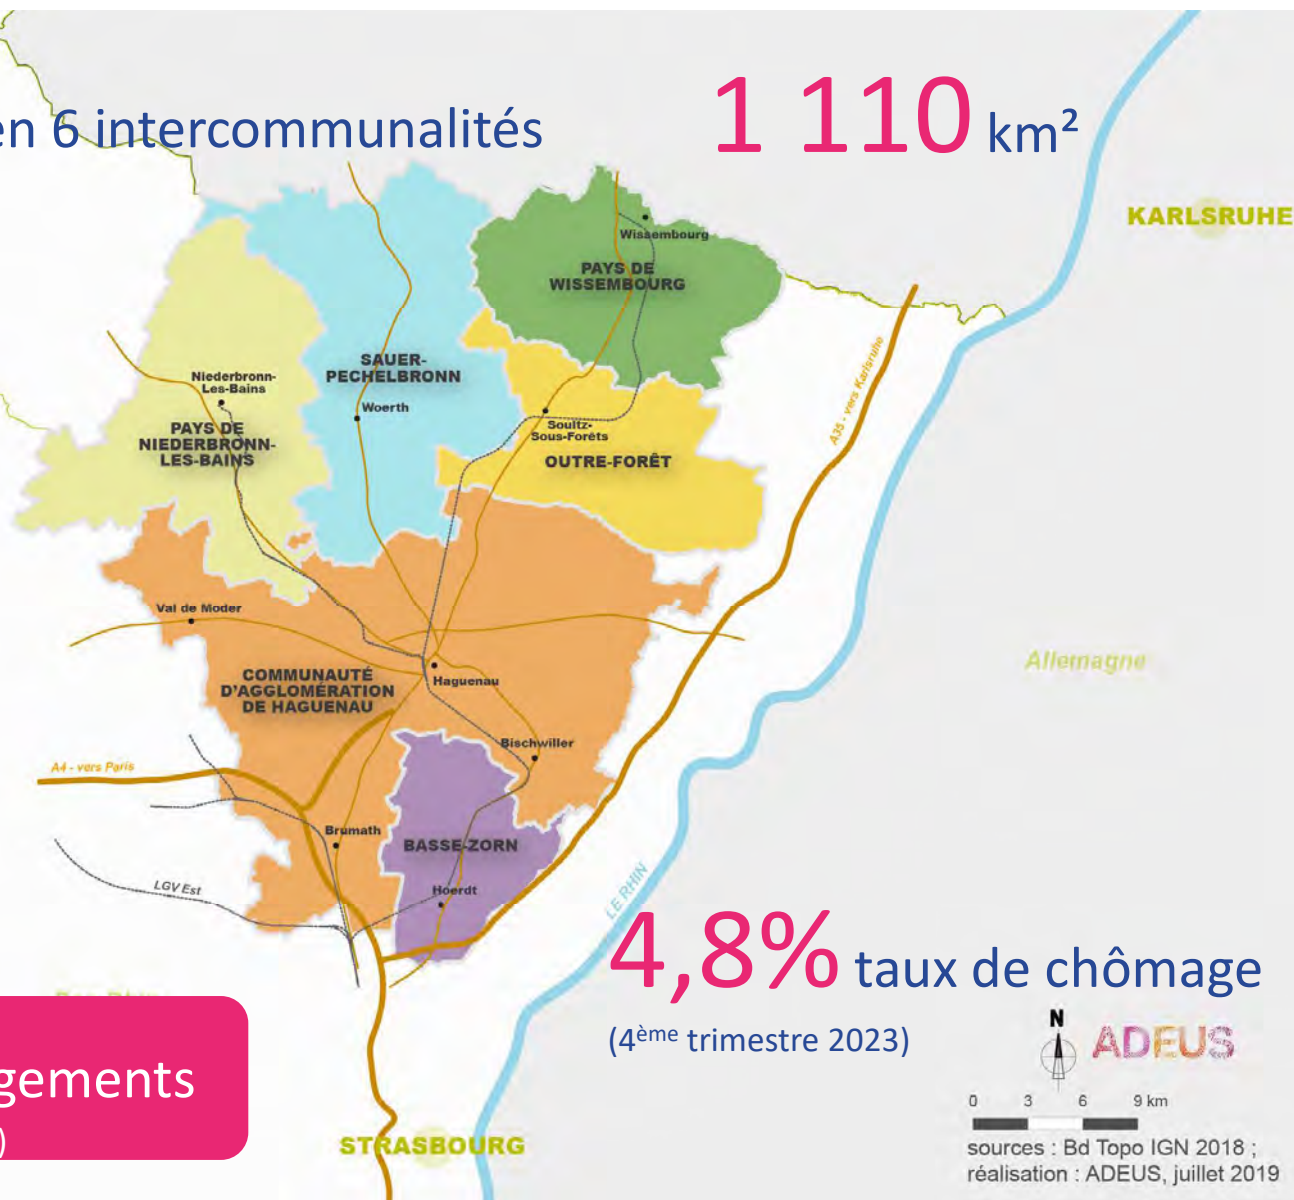 en 6 intercommunalités
1 110 km²
KARLSRUHE
Wissembourg
PAYS DE
WISSEMBOURG
SAUER-
PECHELBRONN
Niederbronn-
Les-Bains
Woerth
A35 - vers Karlsruhe
PAYS DE
NIEDERBRONN-
LES-BAINS
Soultz-
Sous-Forêts
OUTRE-FORÊT
Val de Moder
Allemagne
COMMUNAUTÉ
D'AGGLOMÉRATION
DE HAGUENAU
Haguenau
Bischwiller
A4 - vers Paris
Brumath
BASSE-ZORN
LGV Est
Hoerdt
LE RHIN
4,8% taux de chômage
(4ème trimestre 2023)
N
ADEUS
gements
)
0 3 6 9 km
STRASBOURG
sources : Bd Topo IGN 2018 ;
réalisation : ADEUS, juillet 2019